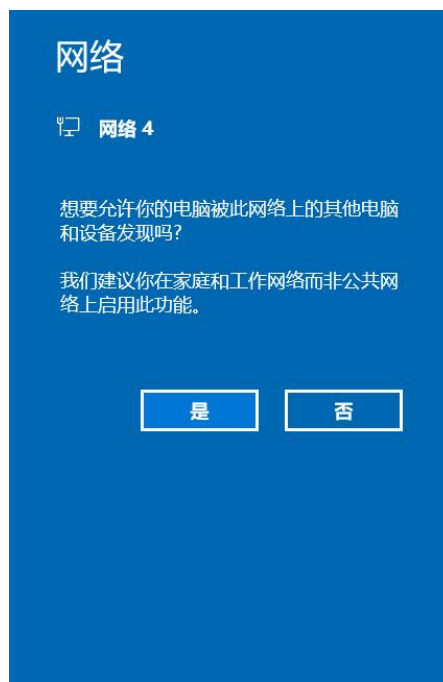 网络
网络 4
想要允许你的电脑被此网络上的其他电脑
和设备发现吗?
我们建议你在家庭和工作网络而非公共网
络上启用此功能。
是
否